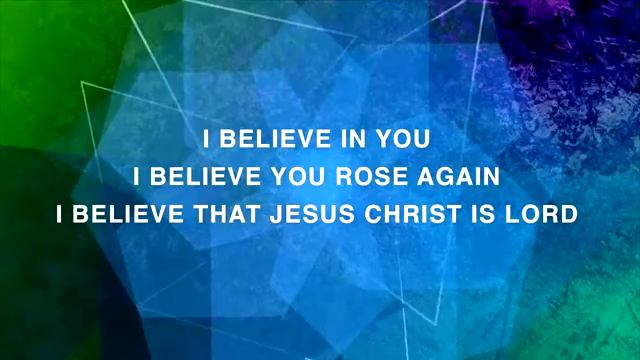 I BELIEVE IN YOU
I BELIEVE YOU ROSE AGAIN
I BELIEVE THAT JESUS CHRIST IS LORD